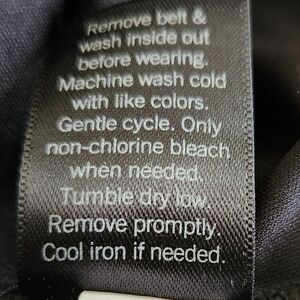 Remove belt &
wash inside out
before wearing.
Machine wash cold
with like colors.
Gentle cycle. Only
non-chlorine bleach
when needed.
Tumble dry low.
Remove promptly.
Cool iron if needed.